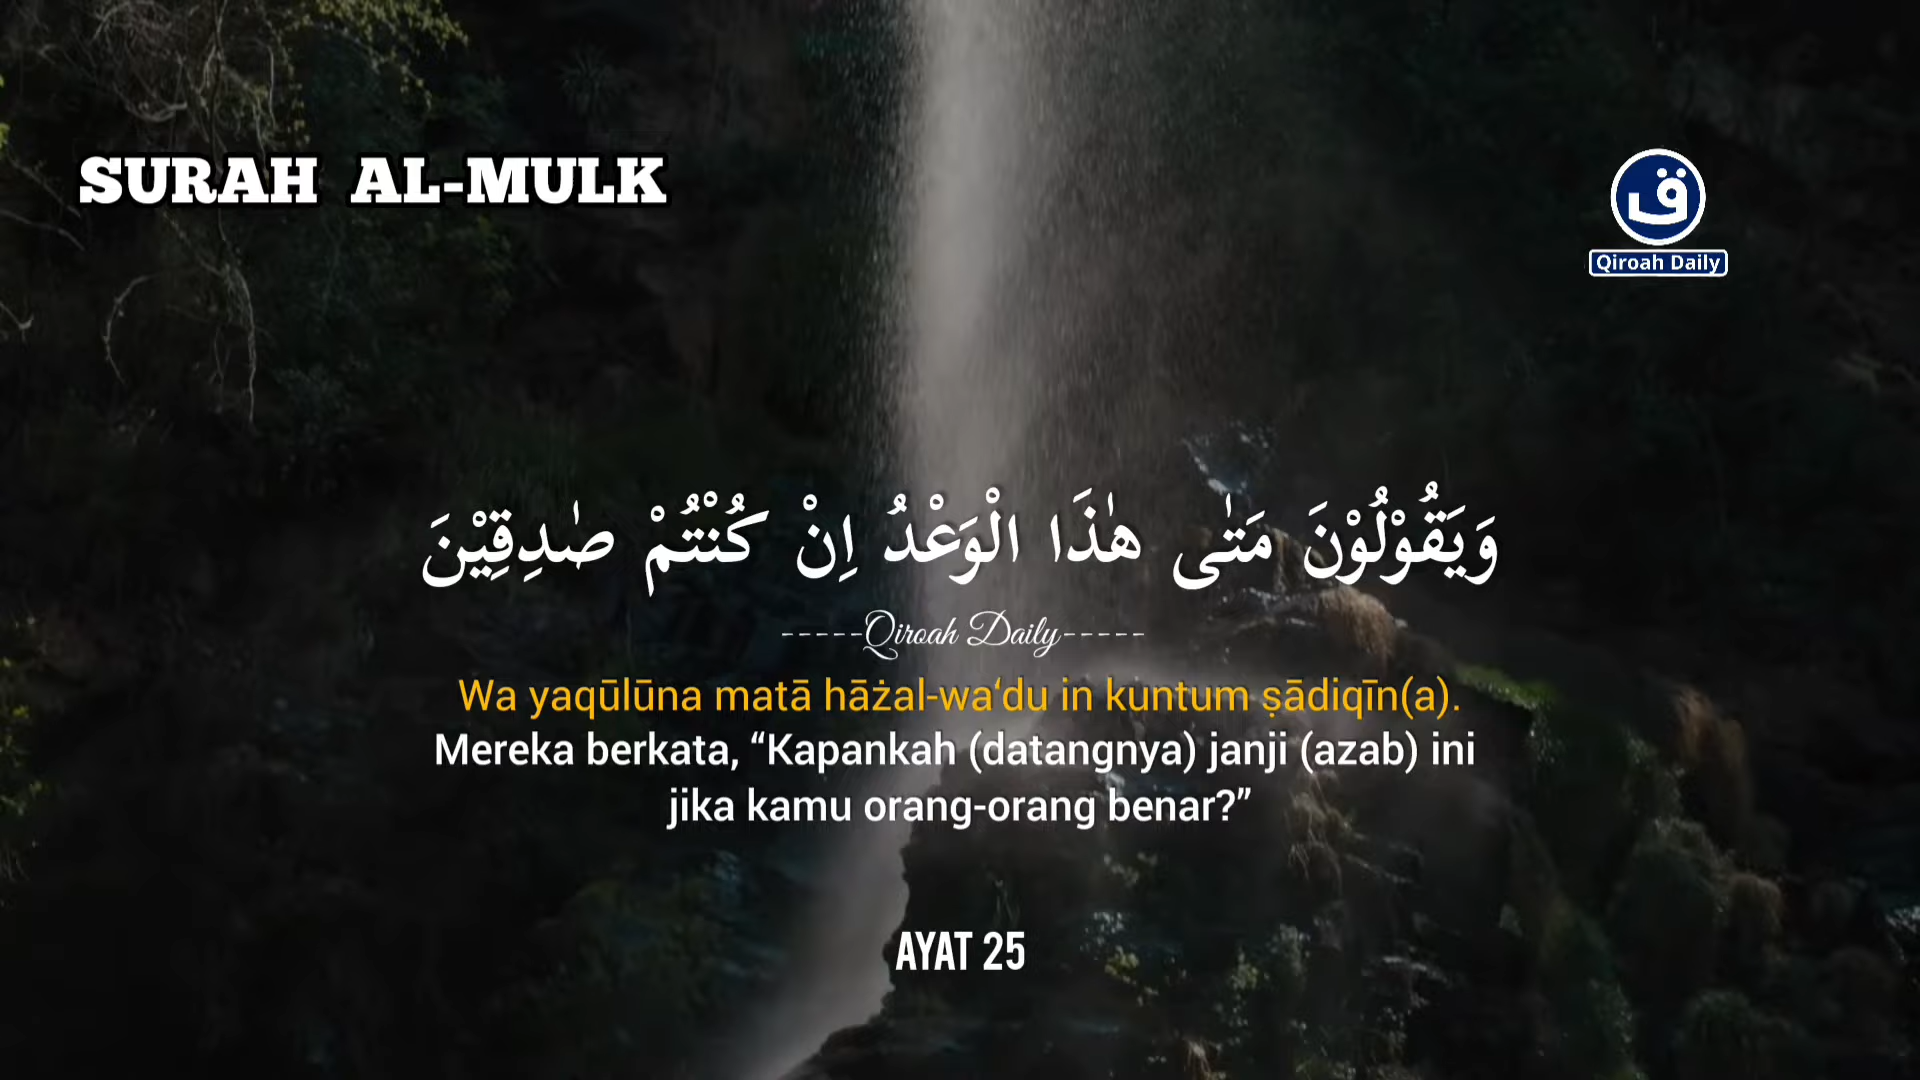 SURAH AL-MULK
ق
Qiroah Daily
وَيَقُوْلُوْنَ مَتٰى هٰذَا الْوَعْدُ اِنْ كُنْتُمْ صٰدِقِيْنَ
-----Qiroah Daily-----
Wa yaqūlūna matā hāżal-wa‘du in kuntum ṣādiqīn(a).
Mereka berkata, “Kapankah (datangnya) janji (azab) ini
jika kamu orang-orang benar?”
AYAT 25